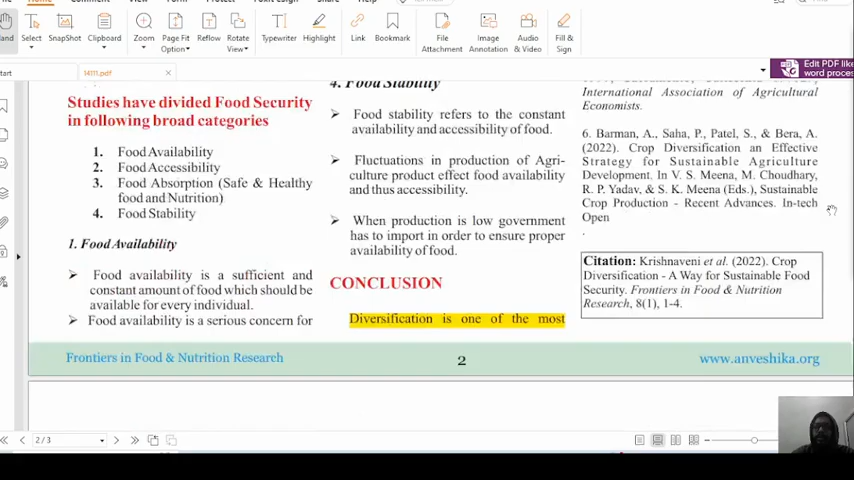 Home
Form
Protect
Share
Help
Hand
Select
SnapShot
Clipboard
Zoom
Page Fit
Option
Reflow
Rotate
View
Typewriter
Highlight
Link
Bookmark
File
Attachment
Image
Annotation
Audio
& Video
Fill &
Sign
Start
14111.pdf
Edit PDF like
word proces
Studies have divided Food Security
in following broad categories
1. Food Availability
2. Food Accessibility
3. Food Absorption (Safe & Healthy
food and Nutrition)
4. Food Stability
1. Food Availability
➢ Food availability is a sufficient and
constant amount of food which should be
available for every individual.
➢ Food availability is a serious concern for
4. Food Stability
➢ Food stability refers to the constant
availability and accessibility of food.
➢ Fluctuations in production of Agri-
culture product effect food availability
and thus accessibility.
➢ When production is low government
has to import in order to ensure proper
availability of food.
CONCLUSION
Diversification is one of the most
International Association of Agricultural
Economists.
6. Barman, A., Saha, P., Patel, S., & Bera, A.
(2022). Crop Diversification an Effective
Strategy for Sustainable Agriculture
Development. In V. S. Meena, M. Choudhary,
R. P. Yadav, & S. K. Meena (Eds.), Sustainable
Crop Production - Recent Advances. In-tech
Open
.
Citation: Krishnaveni et al. (2022). Crop
Diversification - A Way for Sustainable Food
Security. Frontiers in Food & Nutrition
Research, 8(1), 1-4.
Frontiers in Food & Nutrition Research
2
www.anveshika.org
2/3